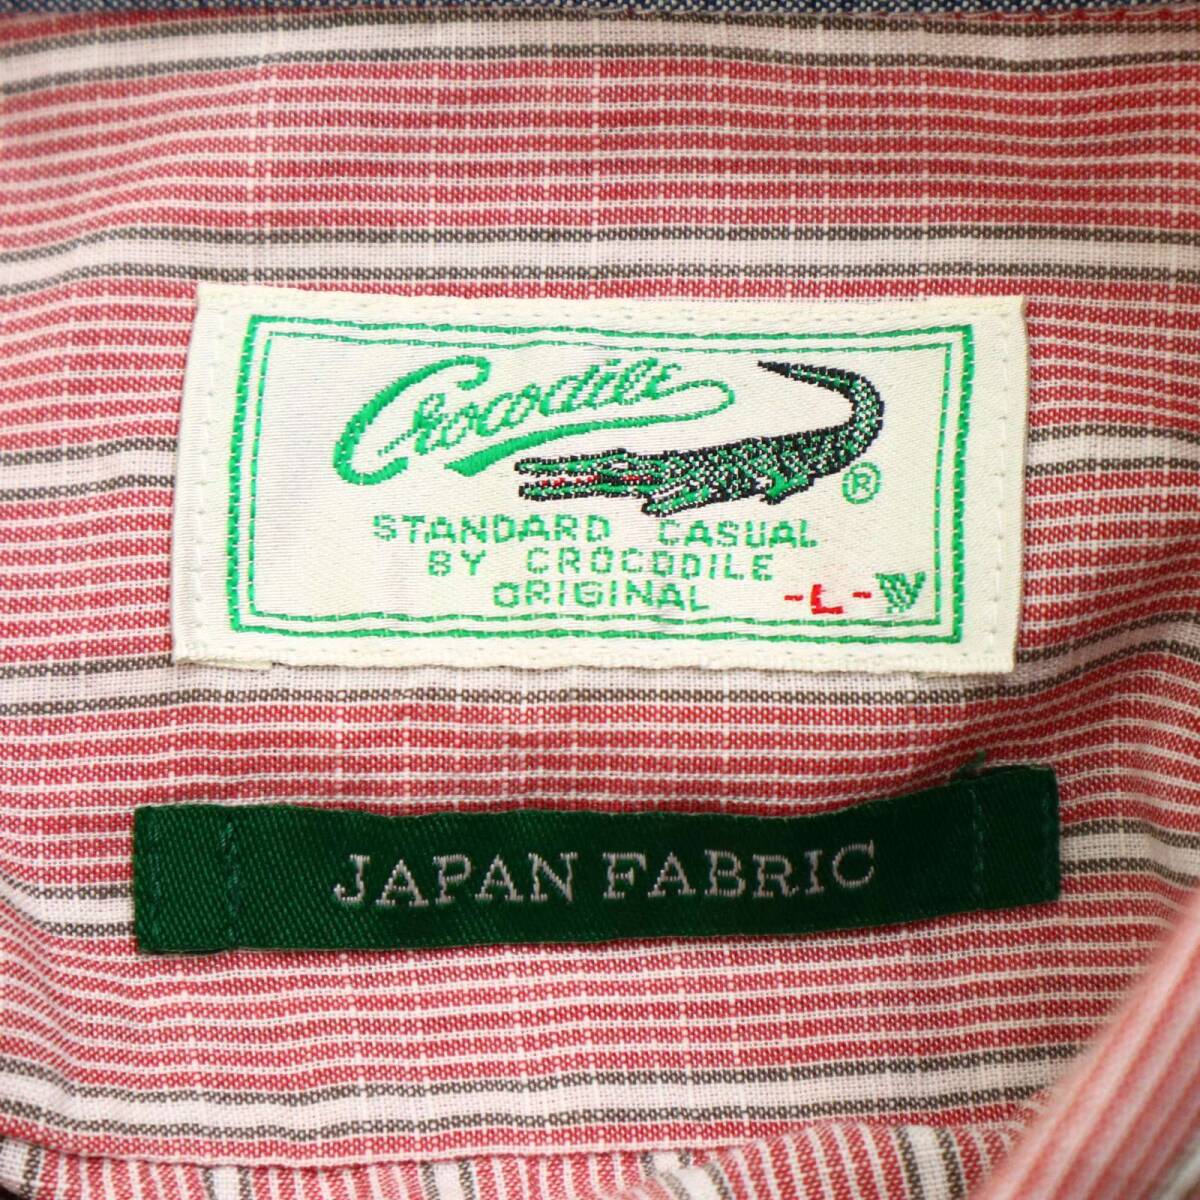 Crocodile
®
STANDARD CASUAL
BY CROCODILE
ORIGINAL -L-
JAPAN FABRIC